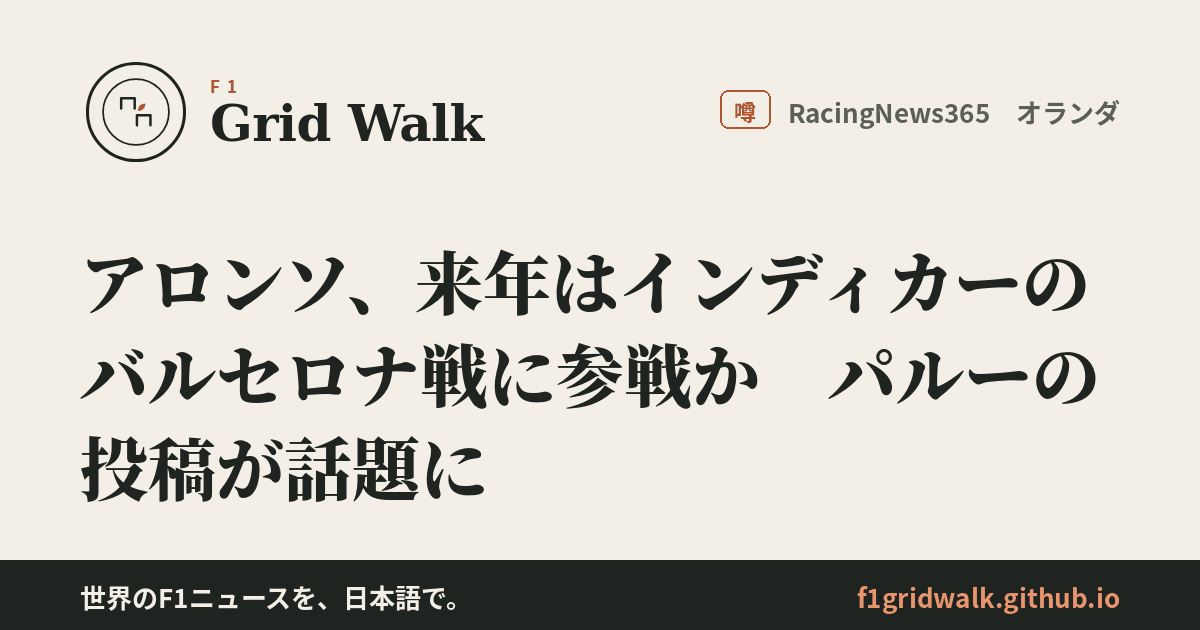 F1
Grid Walk
噂 RacingNews365 オランダ
アロンソ、来年はインディカーの
バルセロナ戦に参戦か　パルーの
投稿が話題に
世界のF1ニュースを、日本語で。
f1gridwalk.github.io